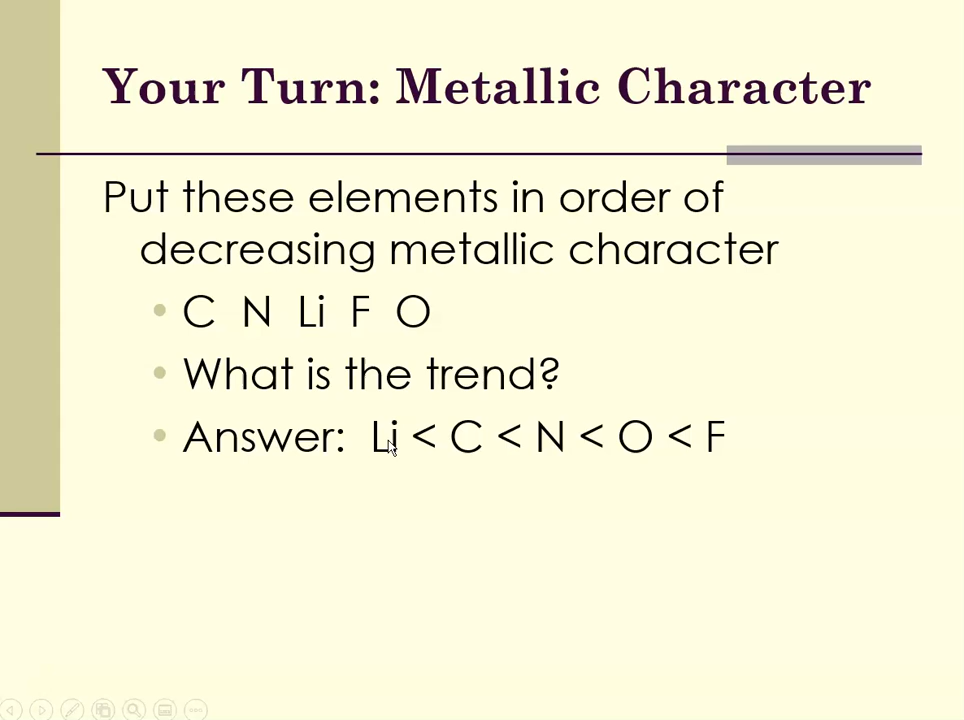 Your Turn: Metallic Character
Put these elements in order of
decreasing metallic character
• C N Li F O
• What is the trend?
• Answer: Li < C < N < O < F